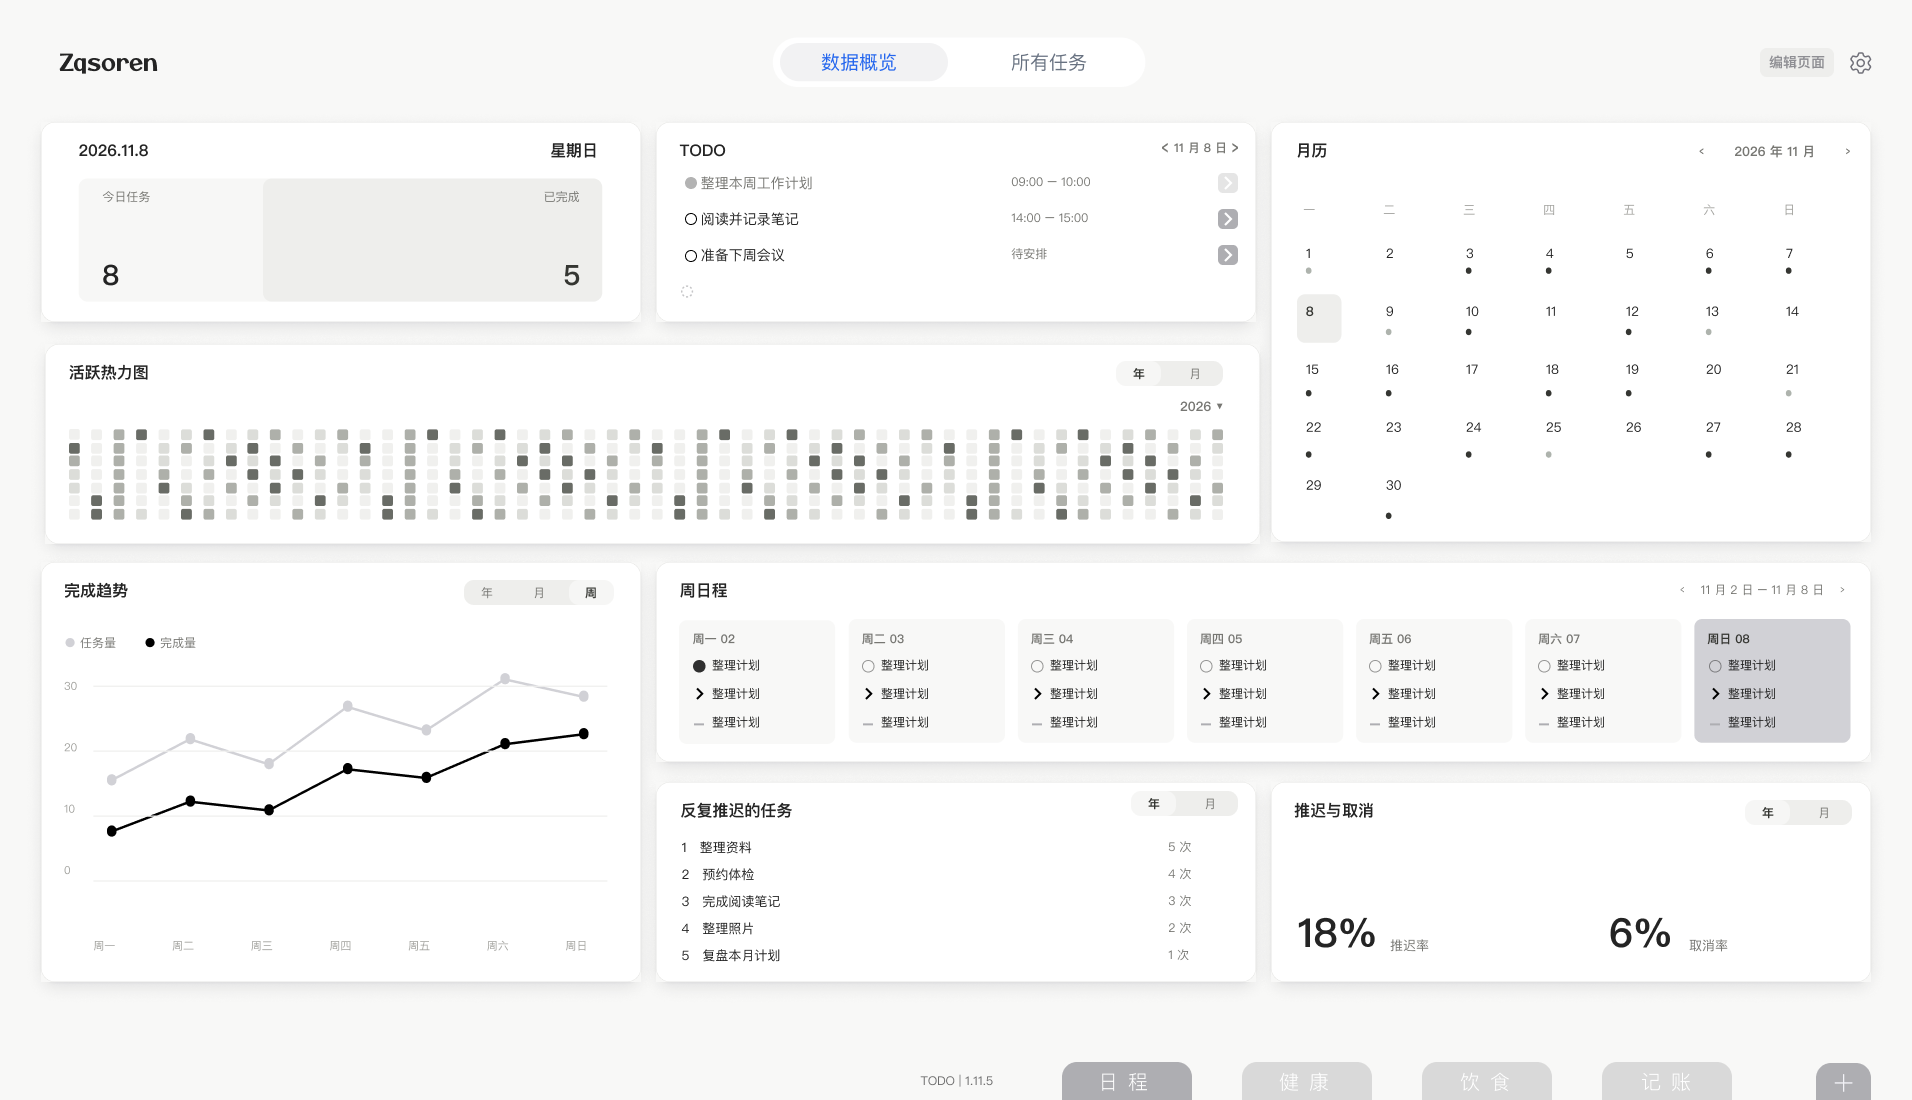 Zqsoren
数据概览
所有任务
编辑页面
2026.11.8
星期日
今日任务
已完成
8
5
TODO
< 11 月 8 日 >
整理本周工作计划
09:00 — 10:00
阅读并记录笔记
14:00 — 15:00
准备下周会议
待安排
月历
‹ 2026 年 11 月 ›
一 二 三 四 五 六 日
1 2 3 4 5 6 7
8 9 10 11 12 13 14
15 16 17 18 19 20 21
22 23 24 25 26 27 28
29 30
活跃热力图
年 月
2026 ▾
完成趋势
年 月 周
任务量 完成量
30
20
10
0
周一 周二 周三 周四 周五 周六 周日
周日程
‹ 11 月 2 日 — 11 月 8 日 ›
周一 02
整理计划
整理计划
整理计划
周二 03
整理计划
整理计划
整理计划
周三 04
整理计划
整理计划
整理计划
周四 05
整理计划
整理计划
整理计划
周五 06
整理计划
整理计划
整理计划
周六 07
整理计划
整理计划
整理计划
周日 08
整理计划
整理计划
整理计划
反复推迟的任务
年 月
1 整理资料 5 次
2 预约体检 4 次
3 完成阅读笔记 3 次
4 整理照片 2 次
5 复盘本月计划 1 次
推迟与取消
年 月
18% 推迟率
6% 取消率
TODO | 1.11.5
日 程
健 康
饮 食
记 账
+